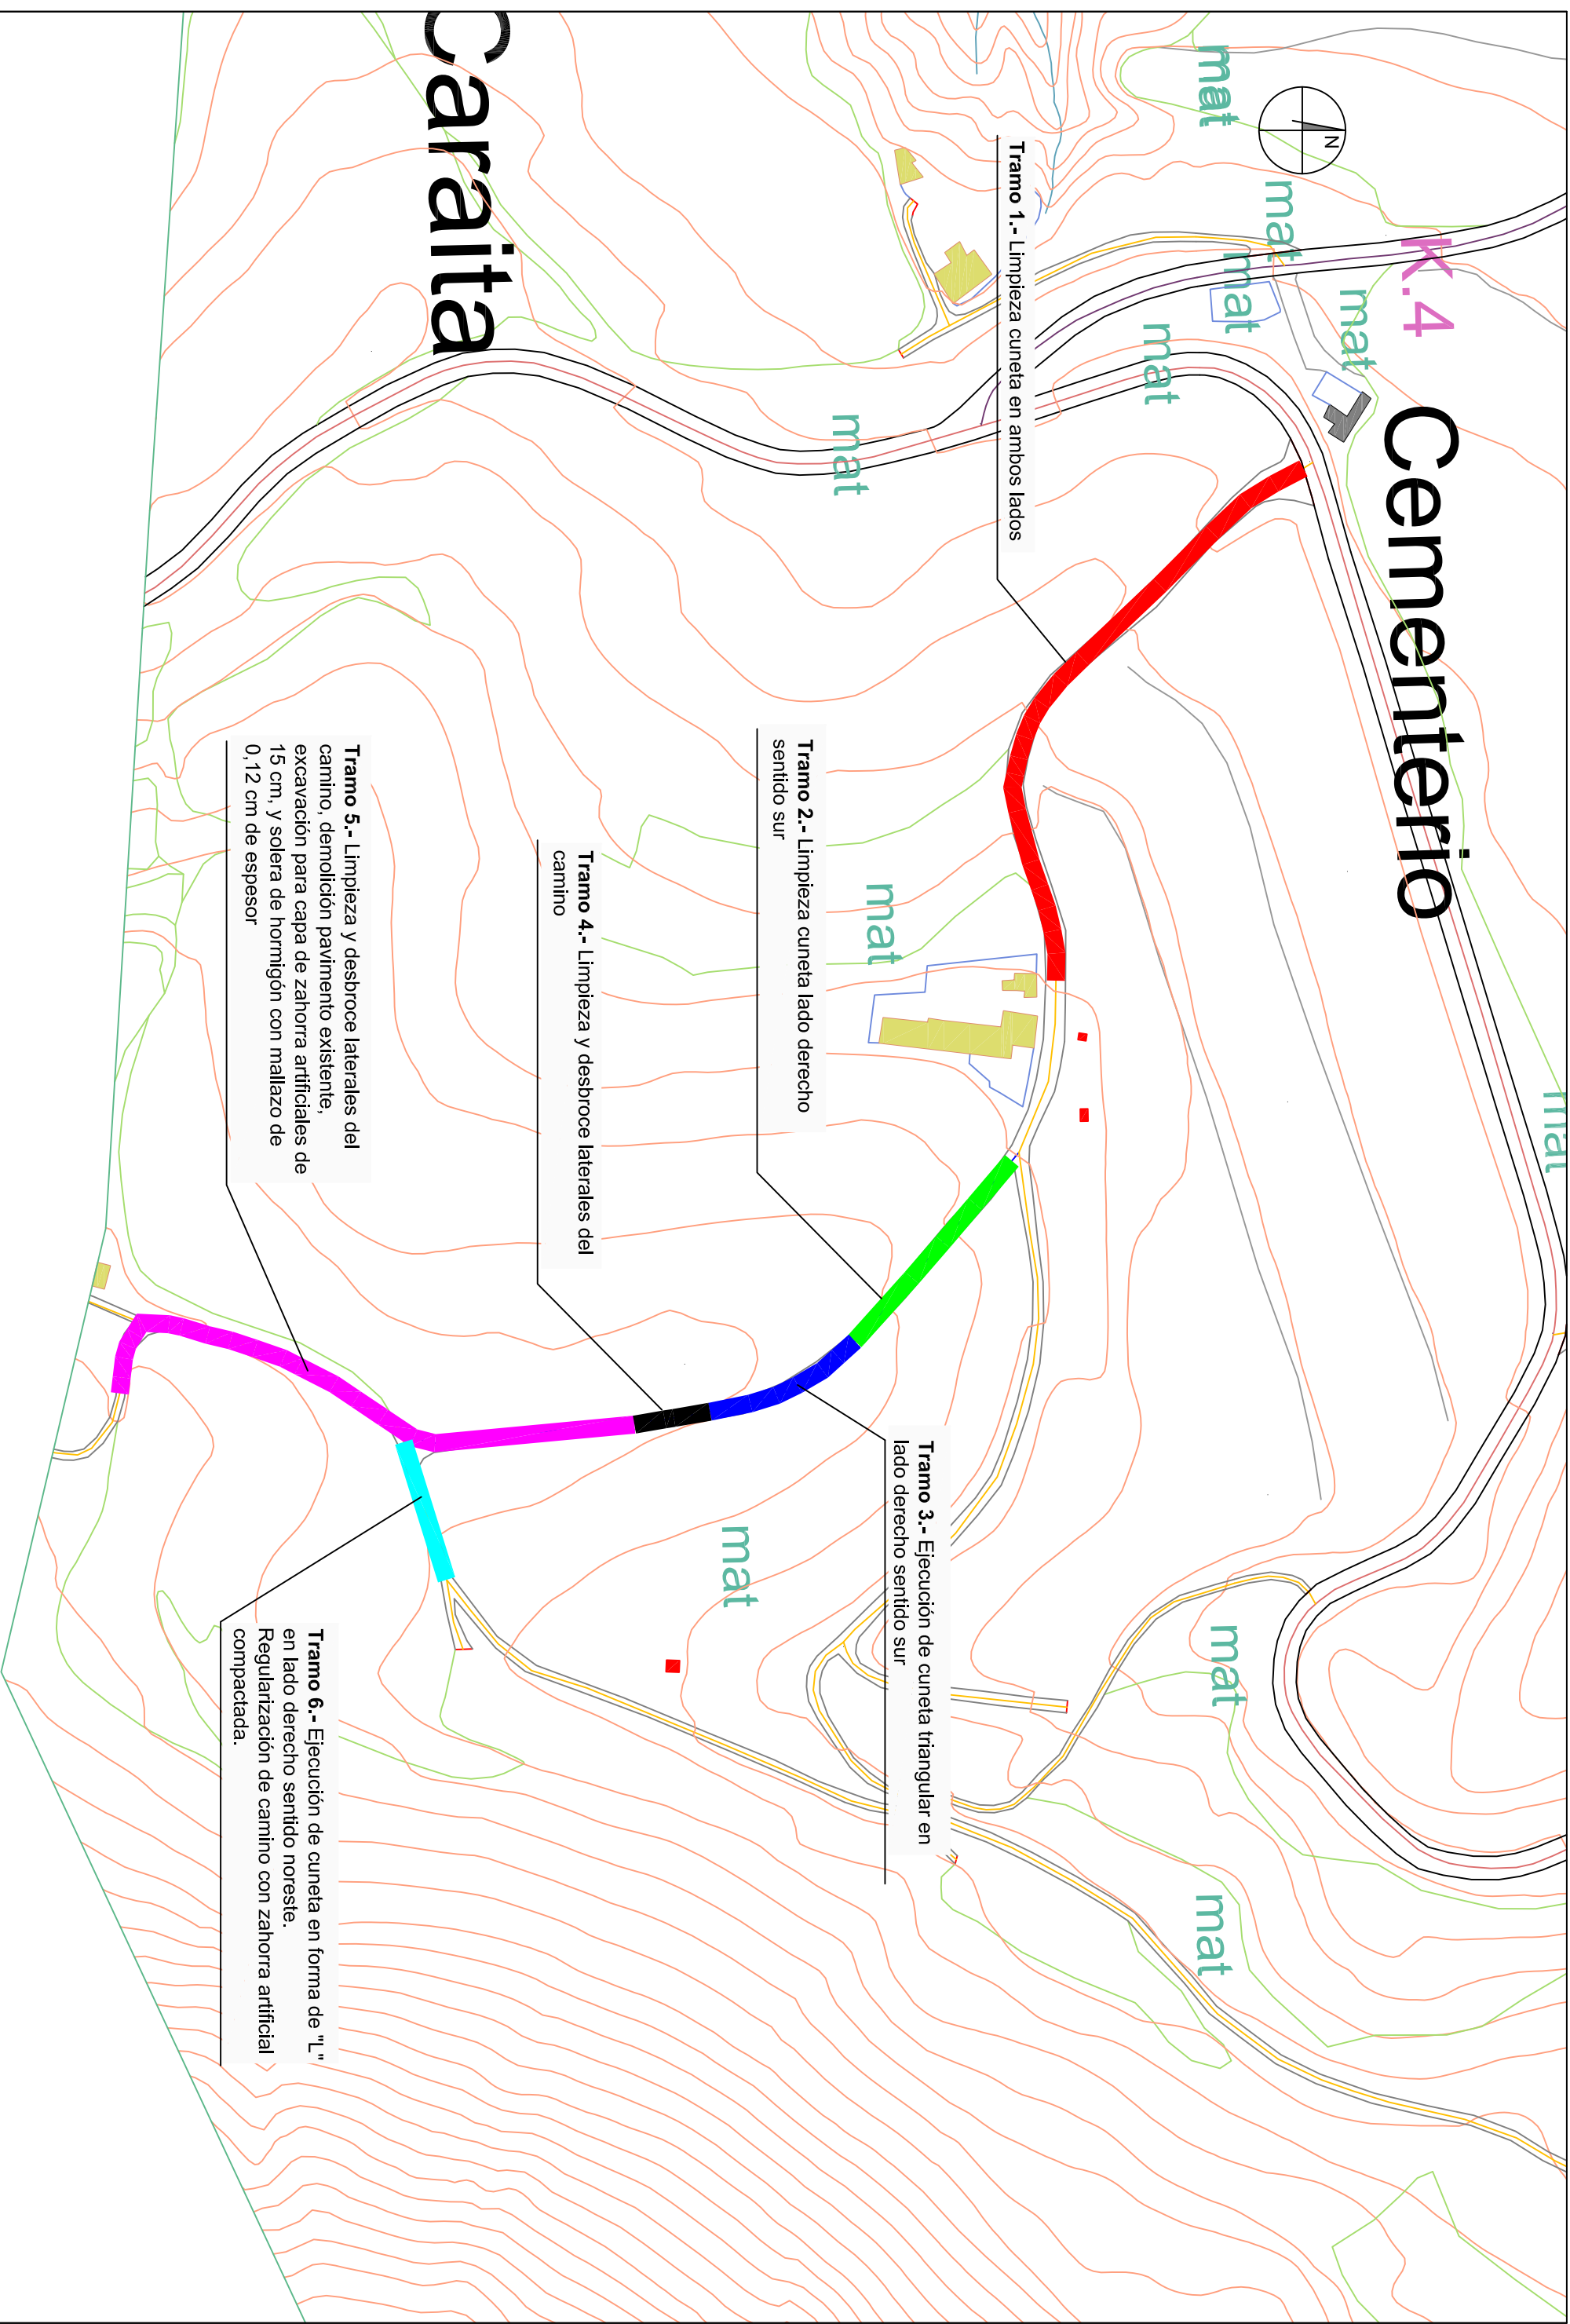 Caraita
Cementerio
K.4
N
mat
mat
mat
mat
mat
mat
mat
mat
mat
mat
mat
mat
mat
Tramo 1.- Limpieza cuneta en ambos lados
Tramo 2.- Limpieza cuneta lado derecho
sentido sur
Tramo 3.- Ejecución de cuneta triangular en
lado derecho sentido sur
Tramo 4.- Limpieza y desbroce laterales del
camino
Tramo 5.- Limpieza y desbroce laterales del
camino, demolición pavimento existente,
excavación para capa de zahorra artificiales de
15 cm, y solera de hormigón con mallazo de
0,12 cm de espesor
Tramo 6.- Ejecución de cuneta en forma de "L"
en lado derecho sentido noreste.
Regularización de camino con zahorra artificial
compactada.